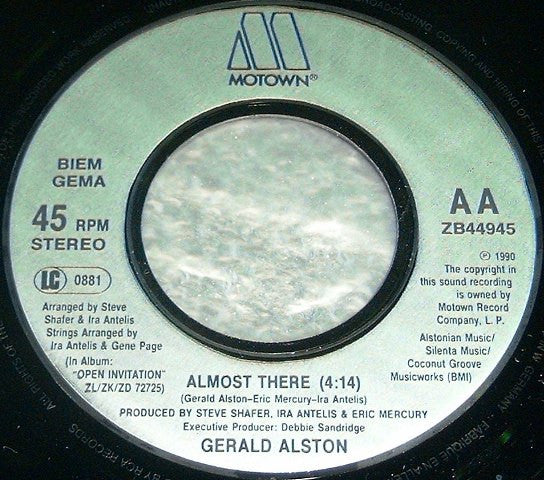 MOTOWN®
BIEM
GEMA
45 RPM
STEREO
LC 0881
Arranged by Steve
Shafer & Ira Antelis
Strings Arranged by
Ira Antelis & Gene Page
(In Album:
"OPEN INVITATION"
ZL/ZK/ZD 72725)
AA
ZB44945
℗ 1990
The copyright in
this sound recording
is owned by
Motown Record
Company, L. P.
Alstonian Music/
Silenta Music/
Coconut Groove
Musicworks (BMI)
ALMOST THERE (4:14)
(Gerald Alston-Eric Mercury-Ira Antelis)
PRODUCED BY STEVE SHAFER, IRA ANTELIS & ERIC MERCURY
Executive Producer: Debbie Sandridge
GERALD ALSTON